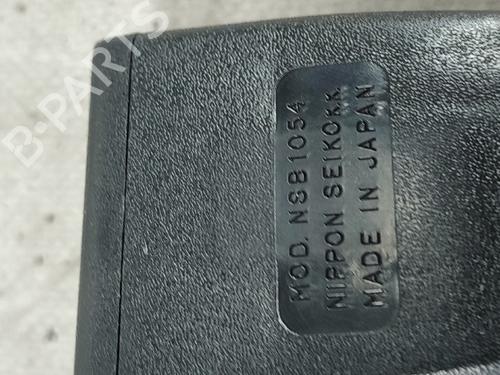 B-PARTS
MOD. NSB1054
NIPPON SEIKO K.K.
MADE IN JAPAN